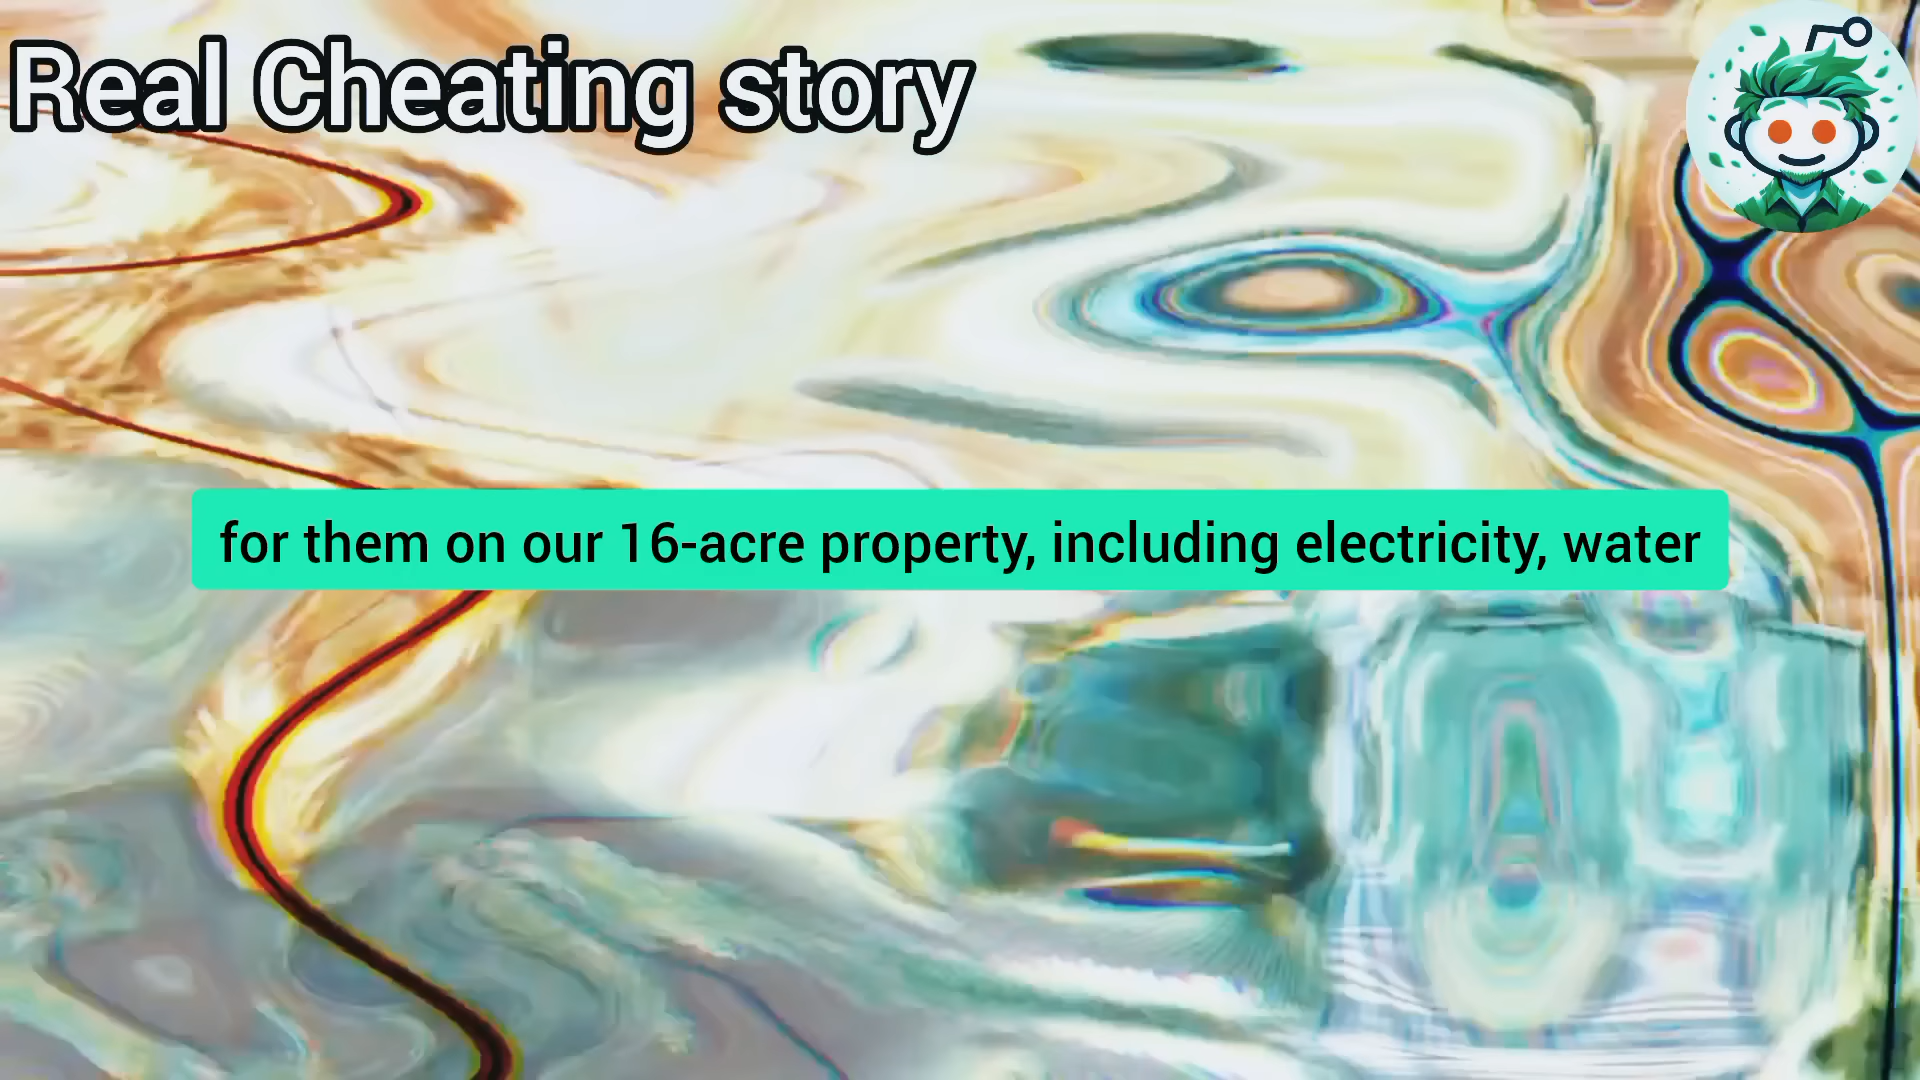 Real Cheating story
for them on our 16-acre property, including electricity, water